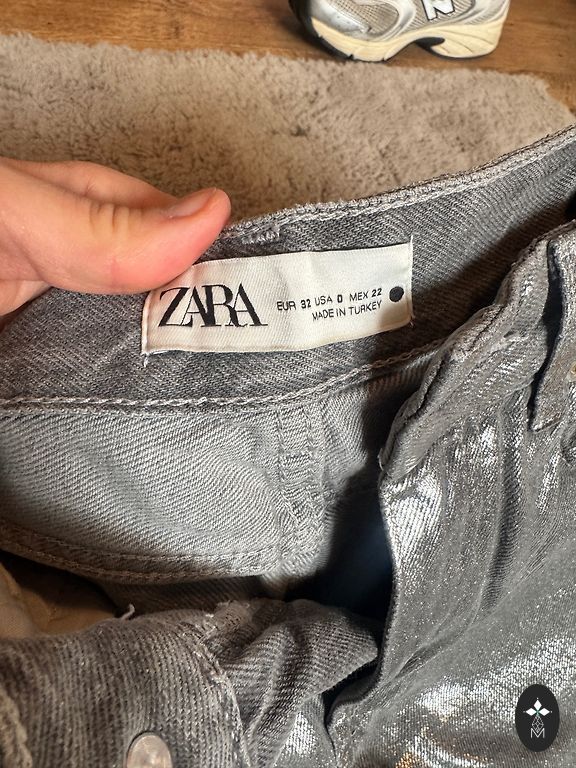 ZARA
EUR 32 USA 0 MEX 22
MADE IN TURKEY
N
M